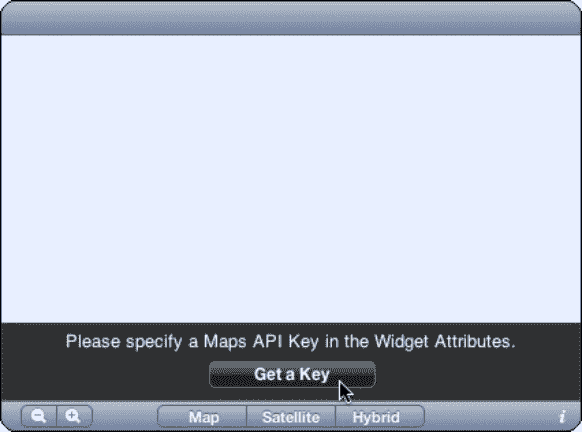 Please specify a Maps API Key in the Widget Attributes.
Get a Key
Map Satellite Hybrid i